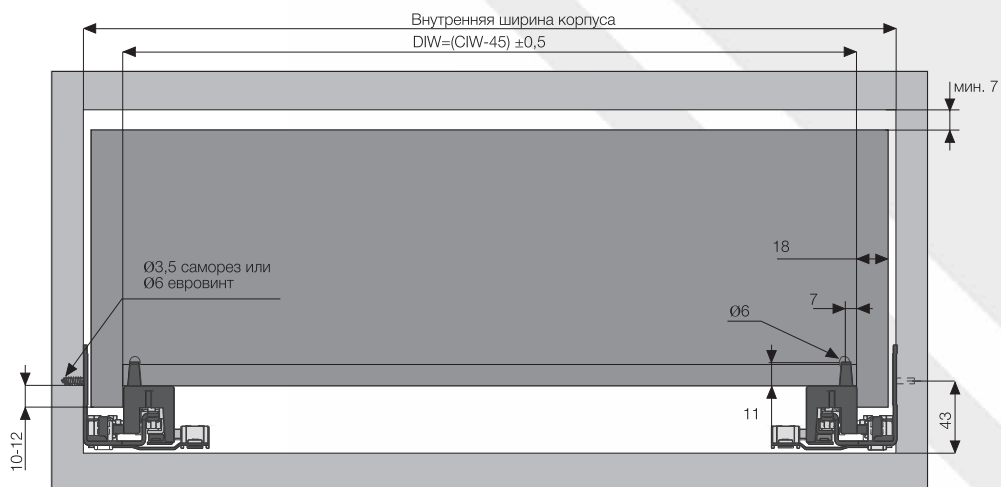 Внутренняя ширина корпуса
DIW=(CIW-45) ±0,5
мин. 7
18
Ø3,5 саморез или
Ø6 евровинт
7
Ø6
11
43
10-12